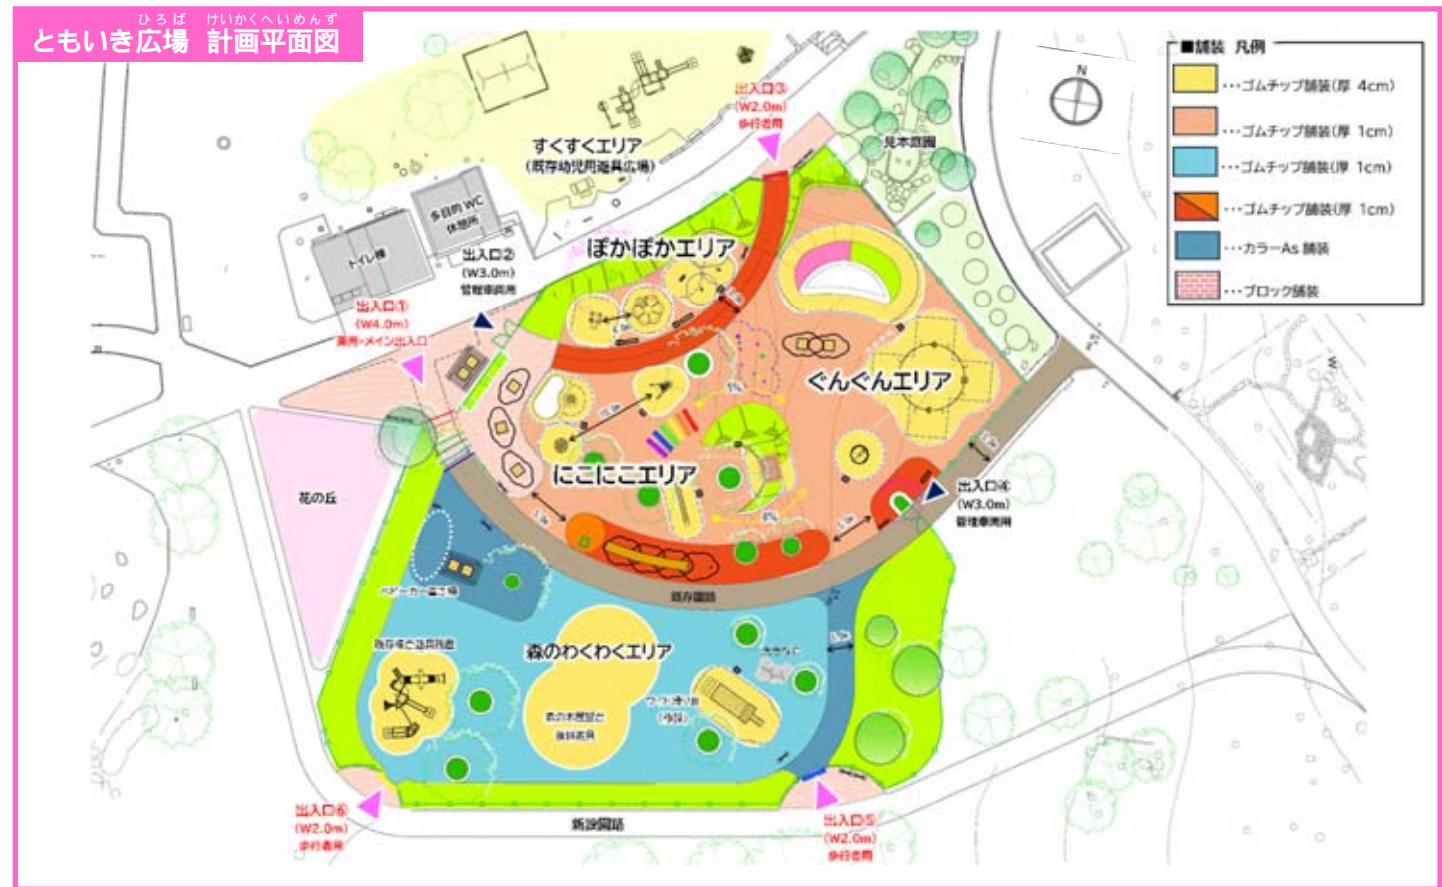 ひろば けいかくへいめんず
ともいき広場 計画平面図
■舗装 凡例
…ゴムチップ舗装(厚 4cm)
…ゴムチップ舗装(厚 1cm)
…ゴムチップ舗装(厚 1cm)
…ゴムチップ舗装(厚 1cm)
…カラーAs 舗装
…ブロック舗装
N
出入口③
(W2.0m)
歩行者用
すくすくエリア
(既存幼児用遊具広場)
見本庭園
多目的WC
休憩所
トイレ棟
ぽかぽかエリア
出入口②
(W3.0m)
管理車両用
出入口①
(W4.0m)
兼用・メイン出入口
ぐんぐんエリア
にこにこエリア
花の丘
出入口④
(W3.0m)
管理車両用
既存園路
ベビーカー置き場
森のわくわくエリア
出入口⑥
(W2.0m)
歩行者用
新設園路
出入口⑤
(W2.0m)
歩行者用